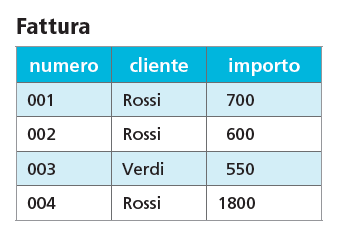 Fattura
numero cliente importo
001 Rossi 700
002 Rossi 600
003 Verdi 550
004 Rossi 1800